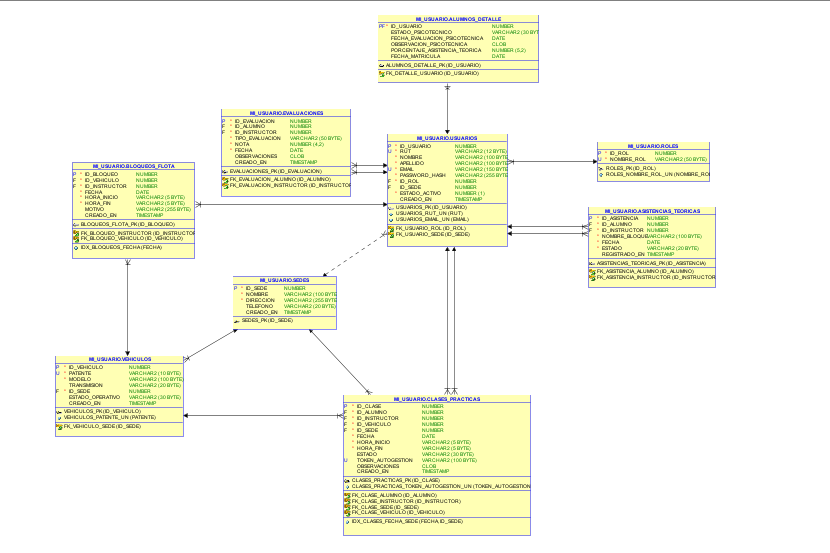 MI_USUARIO.ALUMNOS_DETALLE
PF* ID_USUARIO NUMBER
ESTADO_PSICOTECNICO VARCHAR2 (30 BYT
FECHA_EVALUACION_PSICOTECNICA DATE
OBSERVACION_PSICOTECNICA CLOB
PORCENTAJE_ASISTENCIA_TEORICA NUMBER (5,2)
FECHA_MATRICULA DATE
ALUMNOS_DETALLE_PK (ID_USUARIO)
FK_DETALLE_USUARIO (ID_USUARIO)
MI_USUARIO.EVALUACIONES
P * ID_EVALUACION NUMBER
F * ID_ALUMNO NUMBER
F * ID_INSTRUCTOR NUMBER
* TIPO_EVALUACION VARCHAR2 (50 BYTE)
* NOTA NUMBER (4,2)
* FECHA DATE
OBSERVACIONES CLOB
CREADO_EN TIMESTAMP
EVALUACIONES_PK (ID_EVALUACION)
FK_EVALUACION_ALUMNO (ID_ALUMNO)
FK_EVALUACION_INSTRUCTOR (ID_INSTRUCTOR
MI_USUARIO.USUARIOS
P * ID_USUARIO NUMBER
U * RUT VARCHAR2 (12 BYTE)
* NOMBRE VARCHAR2 (100 BYTE
* APELLIDO VARCHAR2 (100 BYTE
U * EMAIL VARCHAR2 (150 BYTE
* PASSWORD_HASH VARCHAR2 (255 BYTE
F * ID_ROL NUMBER
F ID_SEDE NUMBER
ESTADO_ACTIVO NUMBER (1)
CREADO_EN TIMESTAMP
USUARIOS_PK (ID_USUARIO)
USUARIOS_RUT_UN (RUT)
USUARIOS_EMAIL_UN (EMAIL)
FK_USUARIO_ROL (ID_ROL)
FK_USUARIO_SEDE (ID_SEDE)
MI_USUARIO.ROLES
P * ID_ROL NUMBER
U * NOMBRE_ROL VARCHAR2 (50 BYTE)
ROLES_PK (ID_ROL)
ROLES_NOMBRE_ROL_UN (NOMBRE_RO
MI_USUARIO.BLOQUEOS_FLOTA
P * ID_BLOQUEO NUMBER
F * ID_VEHICULO NUMBER
F * ID_INSTRUCTOR NUMBER
* FECHA DATE
* HORA_INICIO VARCHAR2 (5 BYTE)
* HORA_FIN VARCHAR2 (5 BYTE)
MOTIVO VARCHAR2 (255 BYTE)
CREADO_EN TIMESTAMP
BLOQUEOS_FLOTA_PK (ID_BLOQUEO)
FK_BLOQUEO_INSTRUCTOR (ID_INSTRUCTOR
FK_BLOQUEO_VEHICULO (ID_VEHICULO)
IDX_BLOQUEOS_FECHA (FECHA)
MI_USUARIO.ASISTENCIAS_TEORICAS
P * ID_ASISTENCIA NUMBER
F * ID_ALUMNO NUMBER
F * ID_INSTRUCTOR NUMBER
* NOMBRE_BLOQUE VARCHAR2 (100 BYTE)
* FECHA DATE
* ESTADO VARCHAR2 (20 BYTE)
REGISTRADO_EN TIMESTAMP
ASISTENCIAS_TEORICAS_PK (ID_ASISTENCIA)
FK_ASISTENCIA_ALUMNO (ID_ALUMNO)
FK_ASISTENCIA_INSTRUCTOR (ID_INSTRUCTOR
MI_USUARIO.SEDES
P * ID_SEDE NUMBER
* NOMBRE VARCHAR2 (100 BYTE
* DIRECCION VARCHAR2 (255 BYTE
TELEFONO VARCHAR2 (20 BYTE)
CREADO_EN TIMESTAMP
SEDES_PK (ID_SEDE)
MI_USUARIO.VEHICULOS
P * ID_VEHICULO NUMBER
U * PATENTE VARCHAR2 (10 BYTE)
* MODELO VARCHAR2 (100 BYTE)
TRANSMISION VARCHAR2 (20 BYTE)
F * ID_SEDE NUMBER
ESTADO_OPERATIVO VARCHAR2 (30 BYTE)
CREADO_EN TIMESTAMP
VEHICULOS_PK (ID_VEHICULO)
VEHICULOS_PATENTE_UN (PATENTE)
FK_VEHICULO_SEDE (ID_SEDE)
MI_USUARIO.CLASES_PRACTICAS
P * ID_CLASE NUMBER
F * ID_ALUMNO NUMBER
F * ID_INSTRUCTOR NUMBER
F * ID_VEHICULO NUMBER
F * ID_SEDE NUMBER
* FECHA DATE
* HORA_INICIO VARCHAR2 (5 BYTE)
* HORA_FIN VARCHAR2 (5 BYTE)
ESTADO VARCHAR2 (30 BYTE)
U TOKEN_AUTOGESTION VARCHAR2 (100 BYTE)
OBSERVACIONES CLOB
CREADO_EN TIMESTAMP
CLASES_PRACTICAS_PK (ID_CLASE)
CLASES_PRACTICAS_TOKEN_AUTOGESTION_UN (TOKEN_AUTOGESTION
FK_CLASE_ALUMNO (ID_ALUMNO)
FK_CLASE_INSTRUCTOR (ID_INSTRUCTOR)
FK_CLASE_SEDE (ID_SEDE)
FK_CLASE_VEHICULO (ID_VEHICULO)
IDX_CLASES_FECHA_SEDE (FECHA,ID_SEDE)